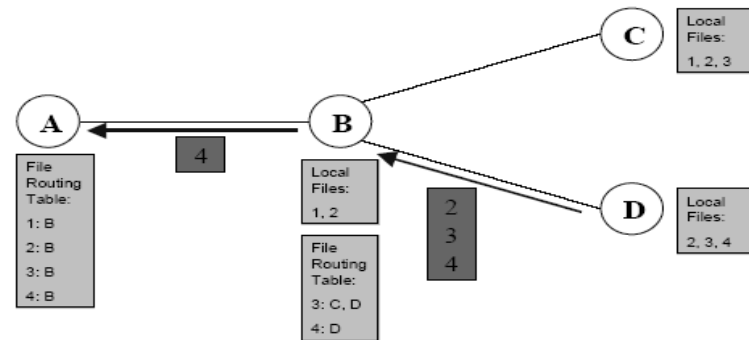 C
Local
Files:
1, 2, 3
A
B
4
File
Routing
Table:
1: B
2: B
3: B
4: B
Local
Files:
1, 2
File
Routing
Table:
3: C, D
4: D
2
3
4
D
Local
Files:
2, 3, 4